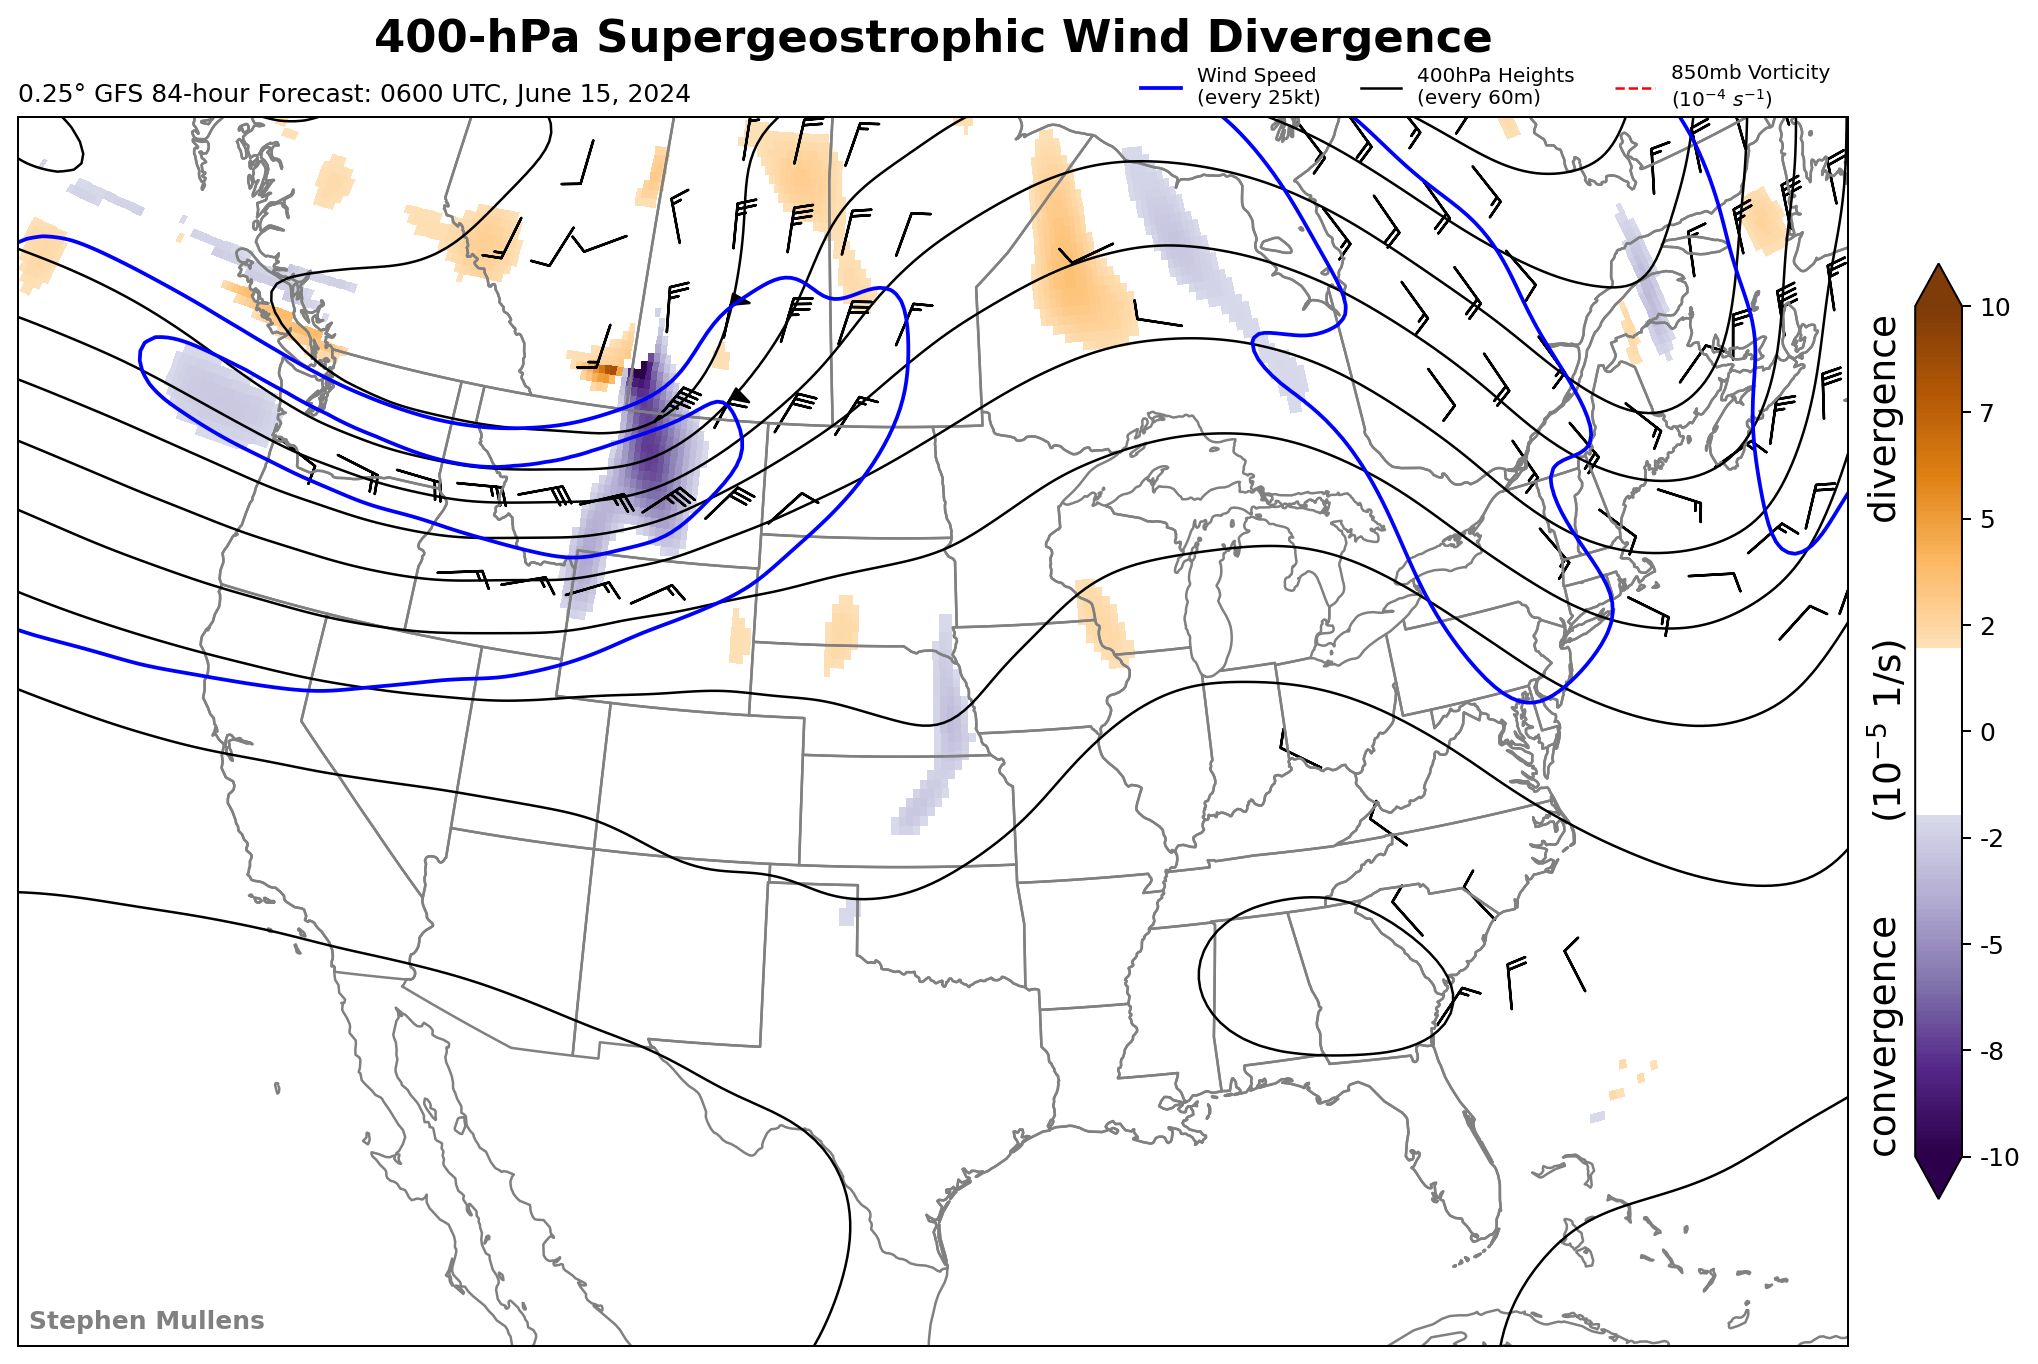 400-hPa Supergeostrophic Wind Divergence
0.25° GFS 84-hour Forecast: 0600 UTC, June 15, 2024
Wind Speed
(every 25kt)
400hPa Heights
(every 60m)
850mb Vorticity
(10⁻⁴ s⁻¹)
10
7
5
2
0
-2
-5
-8
-10
convergence (10⁻⁵ 1/s) divergence
Stephen Mullens